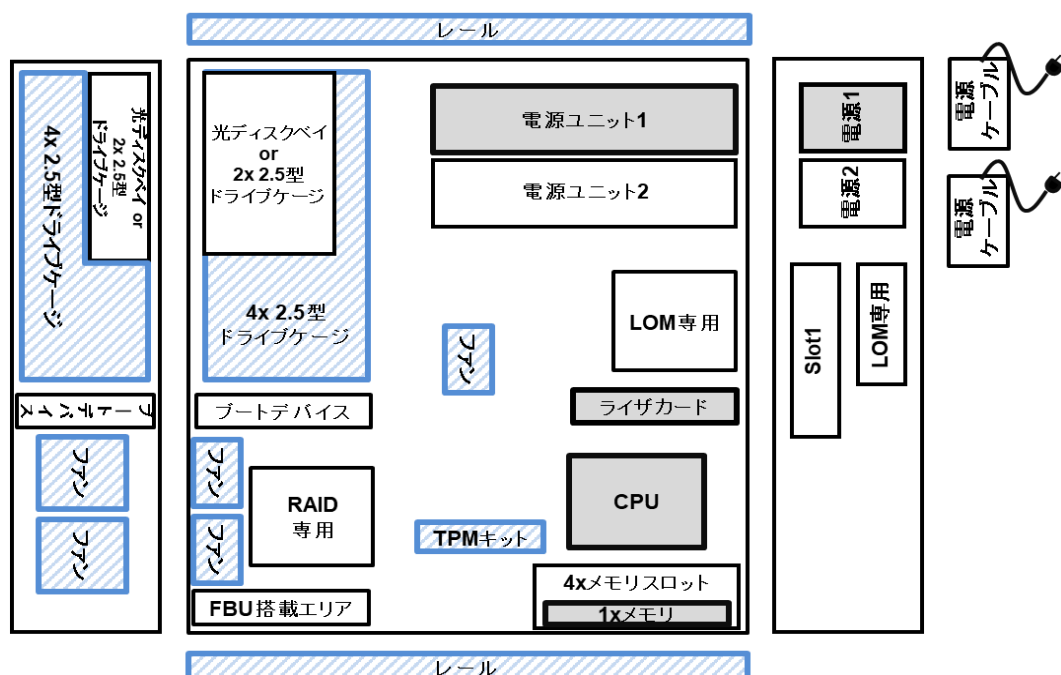 レール
光ディスクベイ or
2x 2.5型
ドライブケージ
4x 2.5型ドライブケージ
ブートデバイス
ファン
ファン
光ディスクベイ
or
2x 2.5型
ドライブケージ
4x 2.5型
ドライブケージ
電源ユニット1
電源ユニット2
LOM専用
ファン
ブートデバイス
ライザカード
ファン
ファン
RAID
専用
CPU
TPMキット
FBU搭載エリア
4xメモリスロット
1xメモリ
電源1
電源2
Slot1
LOM専用
電源
ケーブル
電源
ケーブル
レール